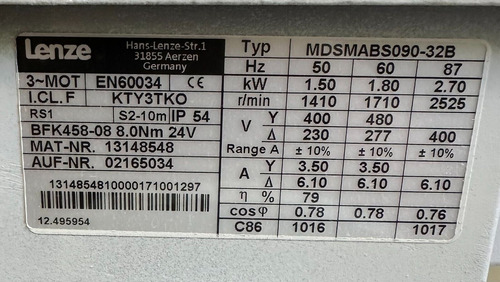 Lenze
Hans-Lenze-Str.1
31855 Aerzen
Germany
3~MOT EN60034 CE
I.CL.F KTY3TKO
RS1 S2-10m IP 54
BFK458-08 8.0Nm 24V
MAT-NR. 13148548
AUF-NR. 02165034
1314854810000171001297
12.495954
Typ MDSMABS090-32B
Hz 50 60 87
kW 1.50 1.80 2.70
r/min 1410 1710 2525
V Y 400 480
Δ 230 277 400
Range A ± 10% ± 10% ± 10%
A Y 3.50 3.50
Δ 6.10 6.10 6.10
η % 79
cosφ 0.78 0.78 0.76
C86 1016 1017